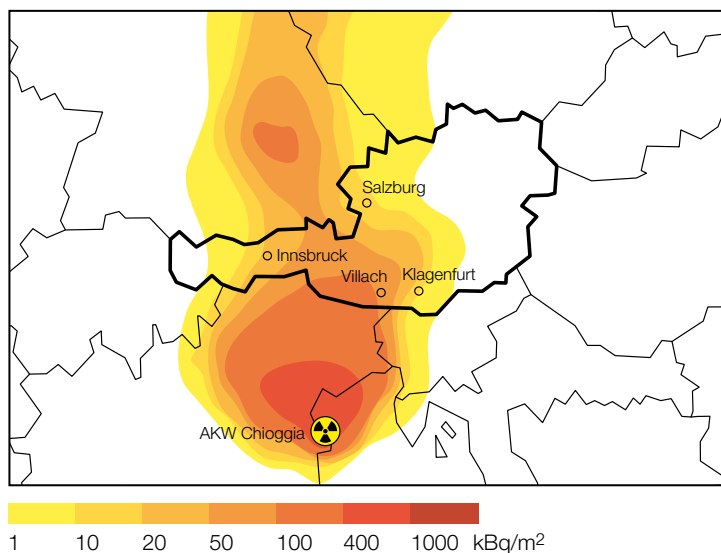 Salzburg
Innsbruck
Villach
Klagenfurt
AKW Chioggia
1 10 20 50 100 400 1000 kBq/m²